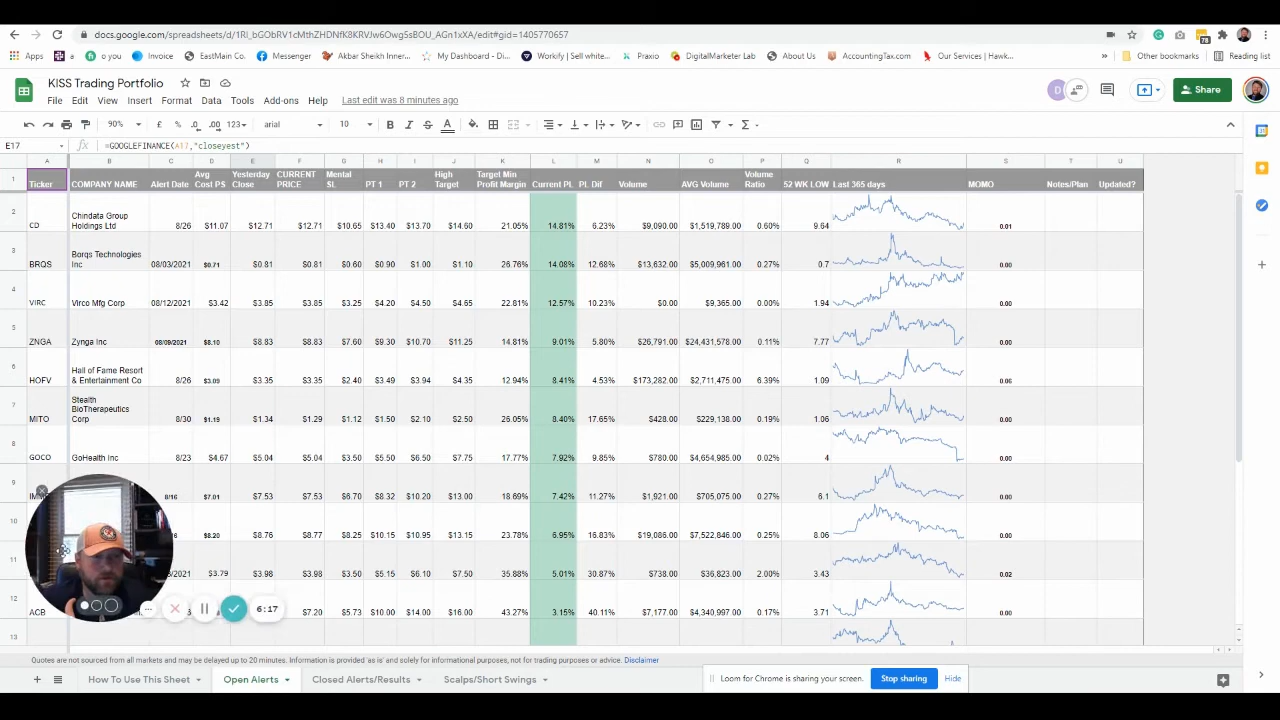 docs.google.com/spreadsheets/d/1RI_bGObRV1cMthZHDNfK8KRVJw6OwgSsBOU_AGn1xXA/edit#gid=1405770657
Apps a o you Invoice EastMain Co. Messenger Akbar Sheikh Inner... My Dashboard - Di... Workify | Sell white... Praxio DigitalMarketer Lab About Us AccountingTax.com Our Services | Hawk... » Other bookmarks Reading list
KISS Trading Portfolio
D Share
File Edit View Insert Format Data Tools Add-ons Help Last edit was 8 minutes ago
90% £ % .0 .00 123 arial 10 B I S A
E17 fx =GOOGLEFINANCE(A17,"closeyest")
A B C D E F G H I J K L M N O P Q R S T U
1 Ticker COMPANY NAME Alert Date Avg Cost PS Yesterday Close CURRENT PRICE Mental SL PT 1 PT 2 High Target Target Min Profit Margin Current PL PL Dif Volume AVG Volume Volume Ratio 52 WK LOW Last 365 days MOMO Notes/Plan Updated?
2 CD Chindata Group Holdings Ltd 8/26 $11.07 $12.71 $12.71 $10.65 $13.40 $13.70 $14.60 21.05% 14.81% 6.23% $9,090.00 $1,519,789.00 0.60% 9.64 0.01
3 BRQS Borqs Technologies Inc 08/03/2021 $0.71 $0.81 $0.81 $0.60 $0.90 $1.00 $1.10 26.76% 14.08% 12.68% $13,632.00 $5,009,961.00 0.27% 0.7 0.00
4 VIRC Virco Mfg Corp 08/12/2021 $3.42 $3.85 $3.85 $3.25 $4.20 $4.50 $4.65 22.81% 12.57% 10.23% $0.00 $9,365.00 0.00% 1.94 0.00
5 ZNGA Zynga Inc 08/09/2021 $8.10 $8.83 $8.83 $7.60 $9.30 $10.70 $11.25 14.81% 9.01% 5.80% $26,791.00 $24,431,578.00 0.11% 7.77 0.00
6 HOFV Hall of Fame Resort & Entertainment Co 8/26 $3.09 $3.35 $3.35 $2.40 $3.49 $3.94 $4.35 12.94% 8.41% 4.53% $173,282.00 $2,711,475.00 6.39% 1.09 0.06
7 MITO Stealth BioTherapeutics Corp 8/30 $1.19 $1.34 $1.29 $1.12 $1.50 $2.10 $2.50 26.05% 8.40% 17.65% $428.00 $229,138.00 0.19% 1.06 0.00
8 GOCO GoHealth Inc 8/23 $4.67 $5.04 $5.04 $3.50 $5.50 $6.50 $7.75 17.77% 7.92% 9.85% $780.00 $4,654,985.00 0.02% 4 0.00
9 8/16 $7.01 $7.53 $7.53 $6.70 $8.32 $10.20 $13.00 18.69% 7.42% 11.27% $1,921.00 $705,075.00 0.27% 6.1 0.00
10 $8.20 $8.76 $8.77 $8.25 $10.15 $10.95 $13.15 23.78% 6.95% 16.83% $19,086.00 $7,522,846.00 0.25% 8.06 0.00
11 $3.79 $3.98 $3.98 $3.50 $5.15 $6.10 $7.50 35.88% 5.01% 30.87% $738.00 $36,823.00 2.00% 3.43 0.02
12 ACB $7.20 $5.73 $10.00 $14.00 $16.00 43.27% 3.15% 40.11% $7,177.00 $4,340,997.00 0.17% 3.71 0.00
13
6:17
Quotes are not sourced from all markets and may be delayed up to 20 minutes. Information is provided 'as is' and solely for informational purposes, not for trading purposes or advice. Disclaimer
How To Use This Sheet Open Alerts Closed Alerts/Results Scalps/Short Swings
Loom for Chrome is sharing your screen. Stop sharing Hide